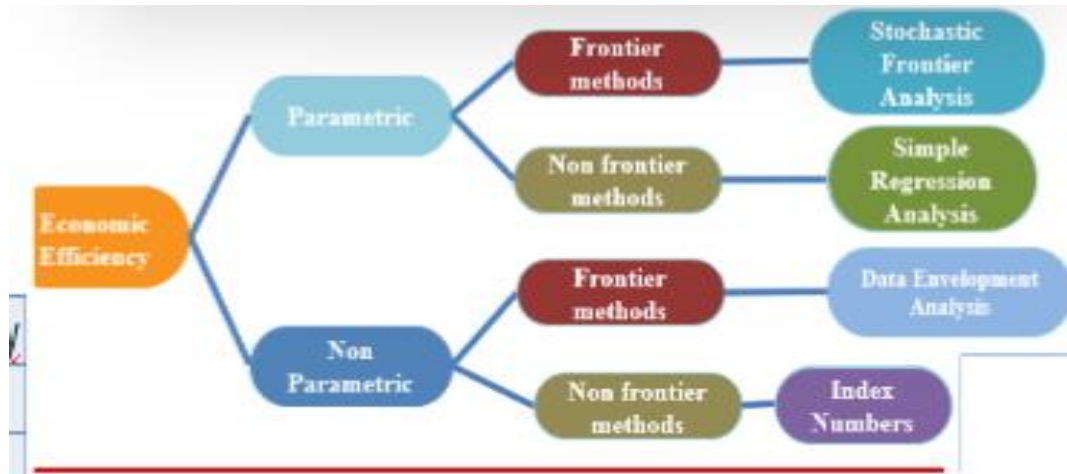 Economic
Efficiency
Parametric
Frontier
methods
Stochastic
Frontier
Analysis
Non frontier
methods
Simple
Regression
Analysis
Non
Parametric
Frontier
methods
Data Envelopment
Analysis
Non frontier
methods
Index
Numbers